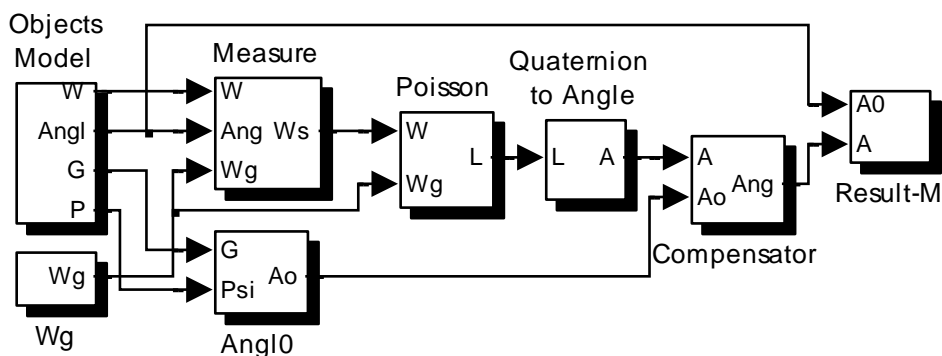 Objects
Model
W
Angl
G
P
Wg
Wg
Measure
W
Ang
Wg
Ws
G
Psi
Ao
Angl0
Poisson
W
Wg
L
Quaternion
to Angle
L
A
A
Ao
Ang
Compensator
A0
A
Result-M